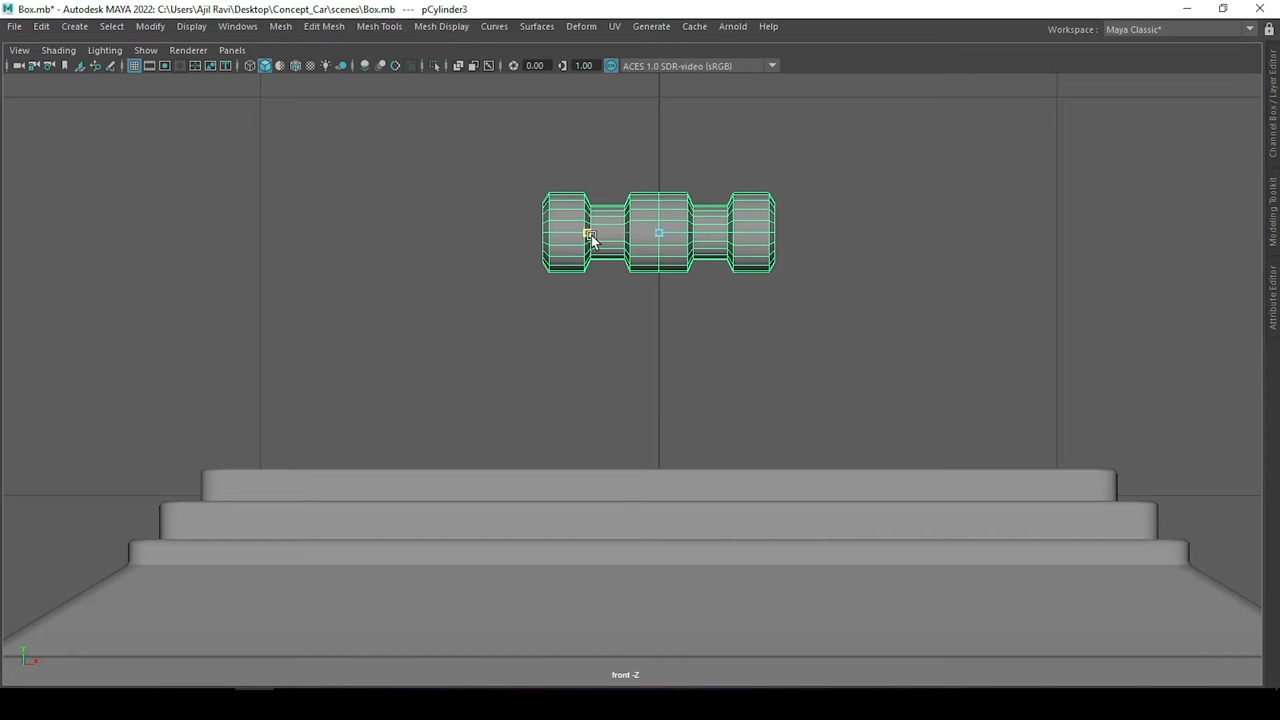 Box.mb* - Autodesk MAYA 2022: C:\Users\Ajil Ravi\Desktop\Concept_Car\scenes\Box.mb --- pCylinder3
File Edit Create Select Modify Display Windows Mesh Edit Mesh Mesh Tools Mesh Display Curves Surfaces Deform UV Generate Cache Arnold Help Workspace : Maya Classic*
View Shading Lighting Show Renderer Panels
0.00 1.00 ACES 1.0 SDR-video (sRGB)
Channel Box / Layer Editor
Modeling Toolkit
Attribute Editor
y
x
front -Z